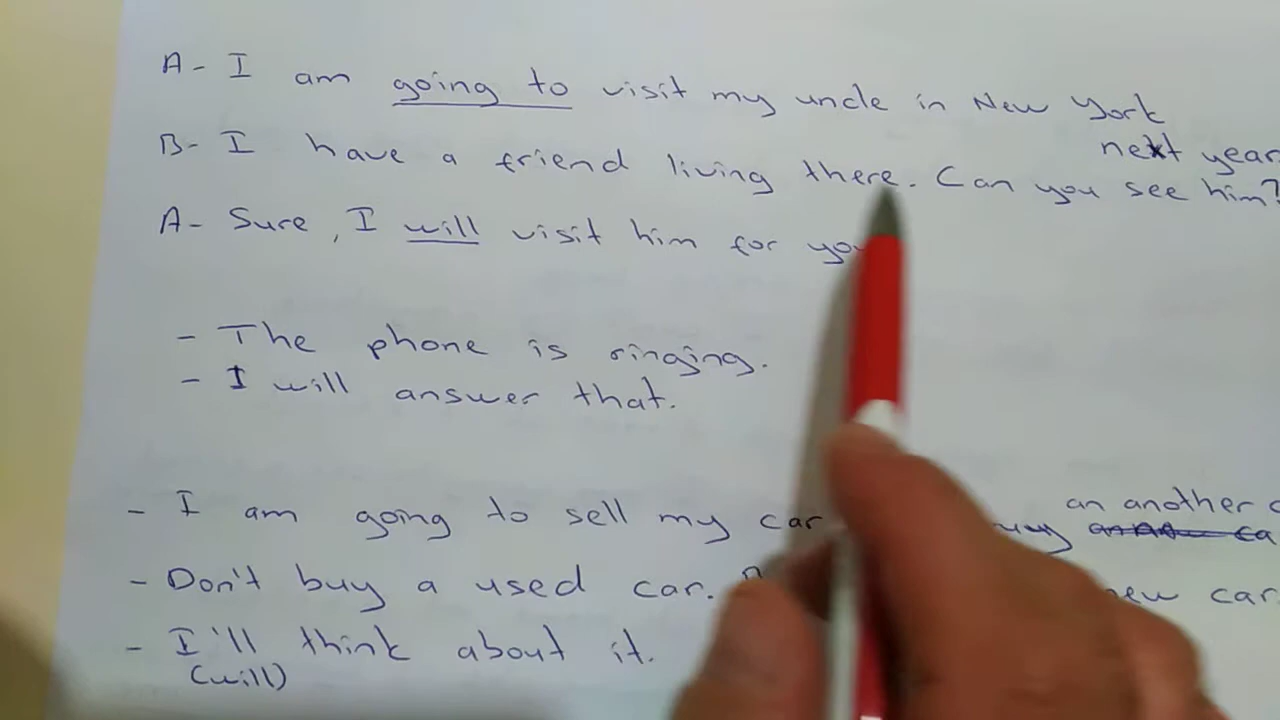 A- I am going to visit my uncle in New York
next year.
B- I have a friend living there. Can you see him?
A- Sure, I will visit him for you
- The phone is ringing.
- I will answer that.
- I am going to sell my car an another
- Don't buy a used car. new car.
- I'll think about it.
(will)